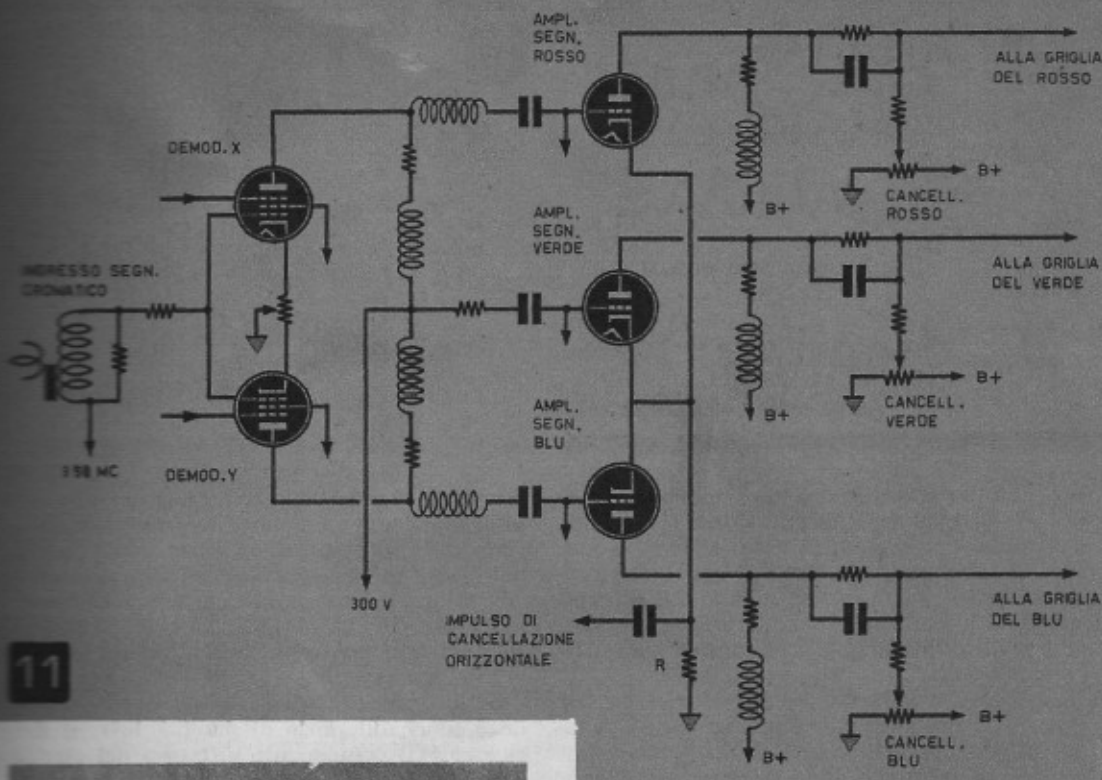 AMPL.
SEGN.
ROSSO
ALLA GRIGLIA
DEL ROSSO
DEMOD.X
B+
CANCELL.
ROSSO
B+
AMPL.
SEGN.
VERDE
ALLA GRIGLIA
DEL VERDE
INGRESSO SEGN.
CROMATICO
B+
CANCELL.
VERDE
B+
AMPL.
SEGN.
BLU
DEMOD.Y
MC
300 V
IMPULSO DI
CANCELLAZIONE
ORIZZONTALE
R
ALLA GRIGLIA
DEL BLU
11
B+
CANCELL.
BLU
B+